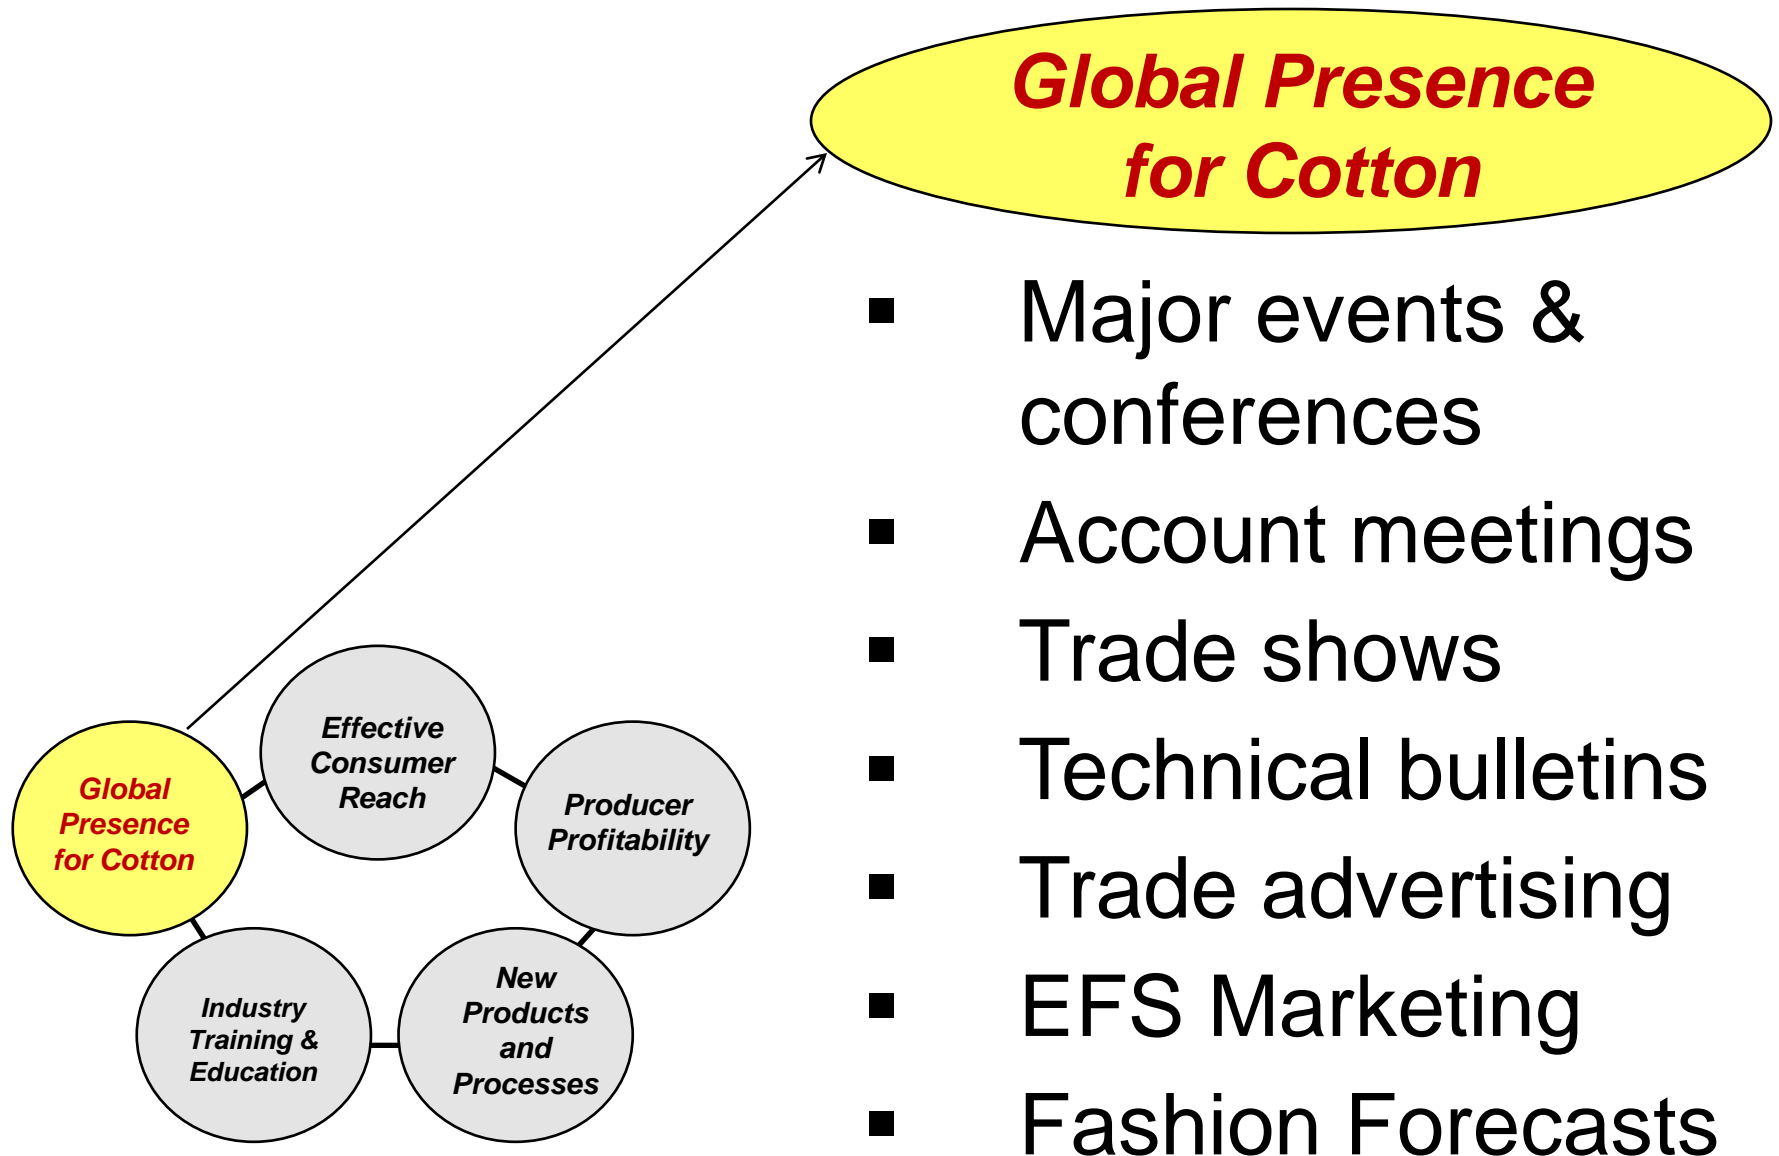 Global Presence
for Cotton
Major events &
conferences
Account meetings
Trade shows
Technical bulletins
Trade advertising
EFS Marketing
Fashion Forecasts
Global
Presence
for Cotton
Effective
Consumer
Reach
Producer
Profitability
Industry
Training &
Education
New
Products
and
Processes